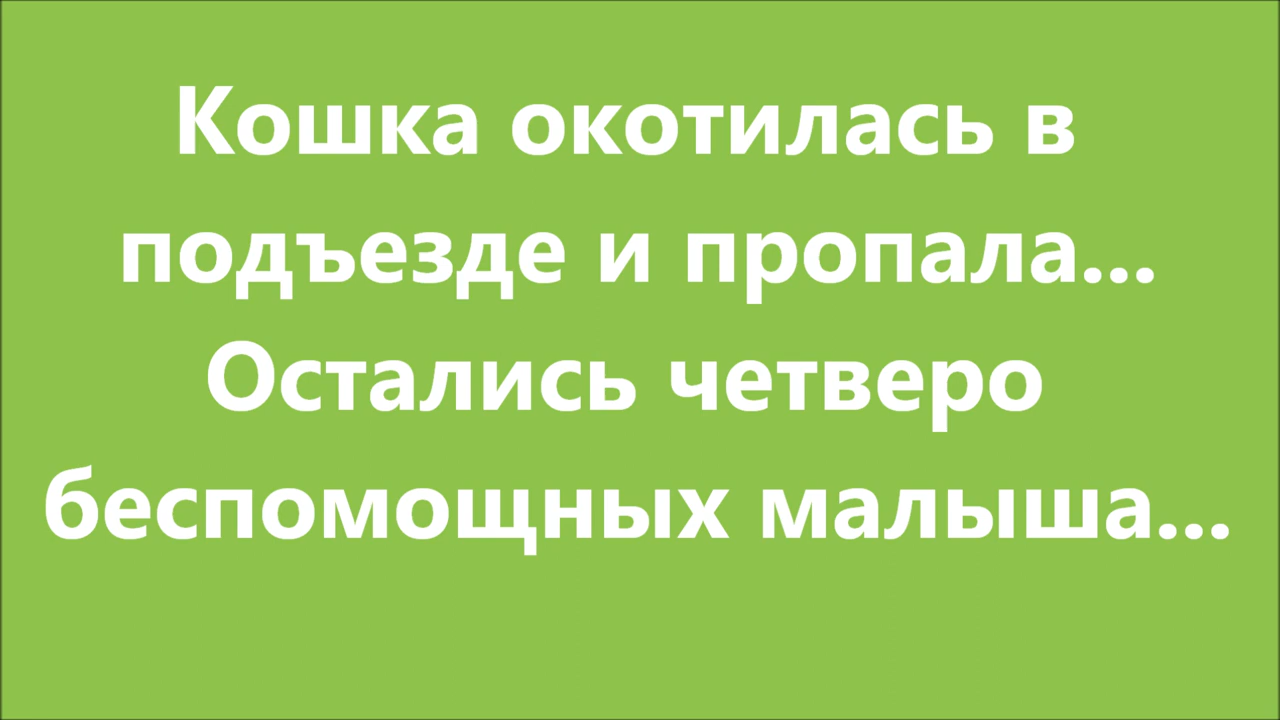 Кошка окотилась в
подъезде и пропала...
Остались четверо
беспомощных малыша...